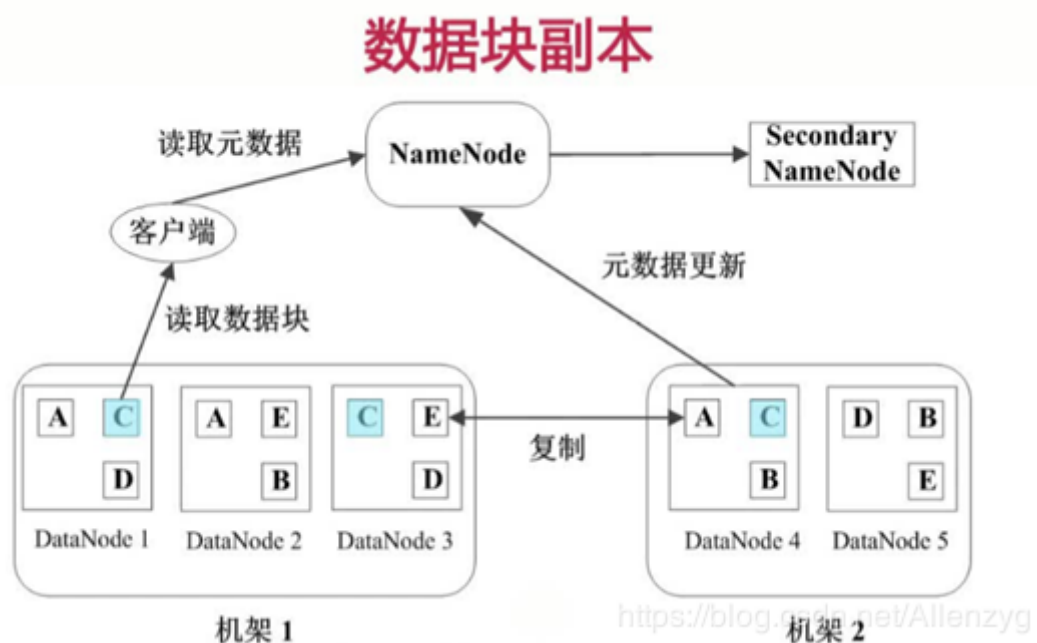 数据块副本
读取元数据
NameNode
Secondary
NameNode
客户端
元数据更新
读取数据块
A C A E C E A C D B
复制
D B D B E
DataNode 1 DataNode 2 DataNode 3 DataNode 4 DataNode 5
机架 1 机架 2
https://blog.csdn.net/Allenzyg